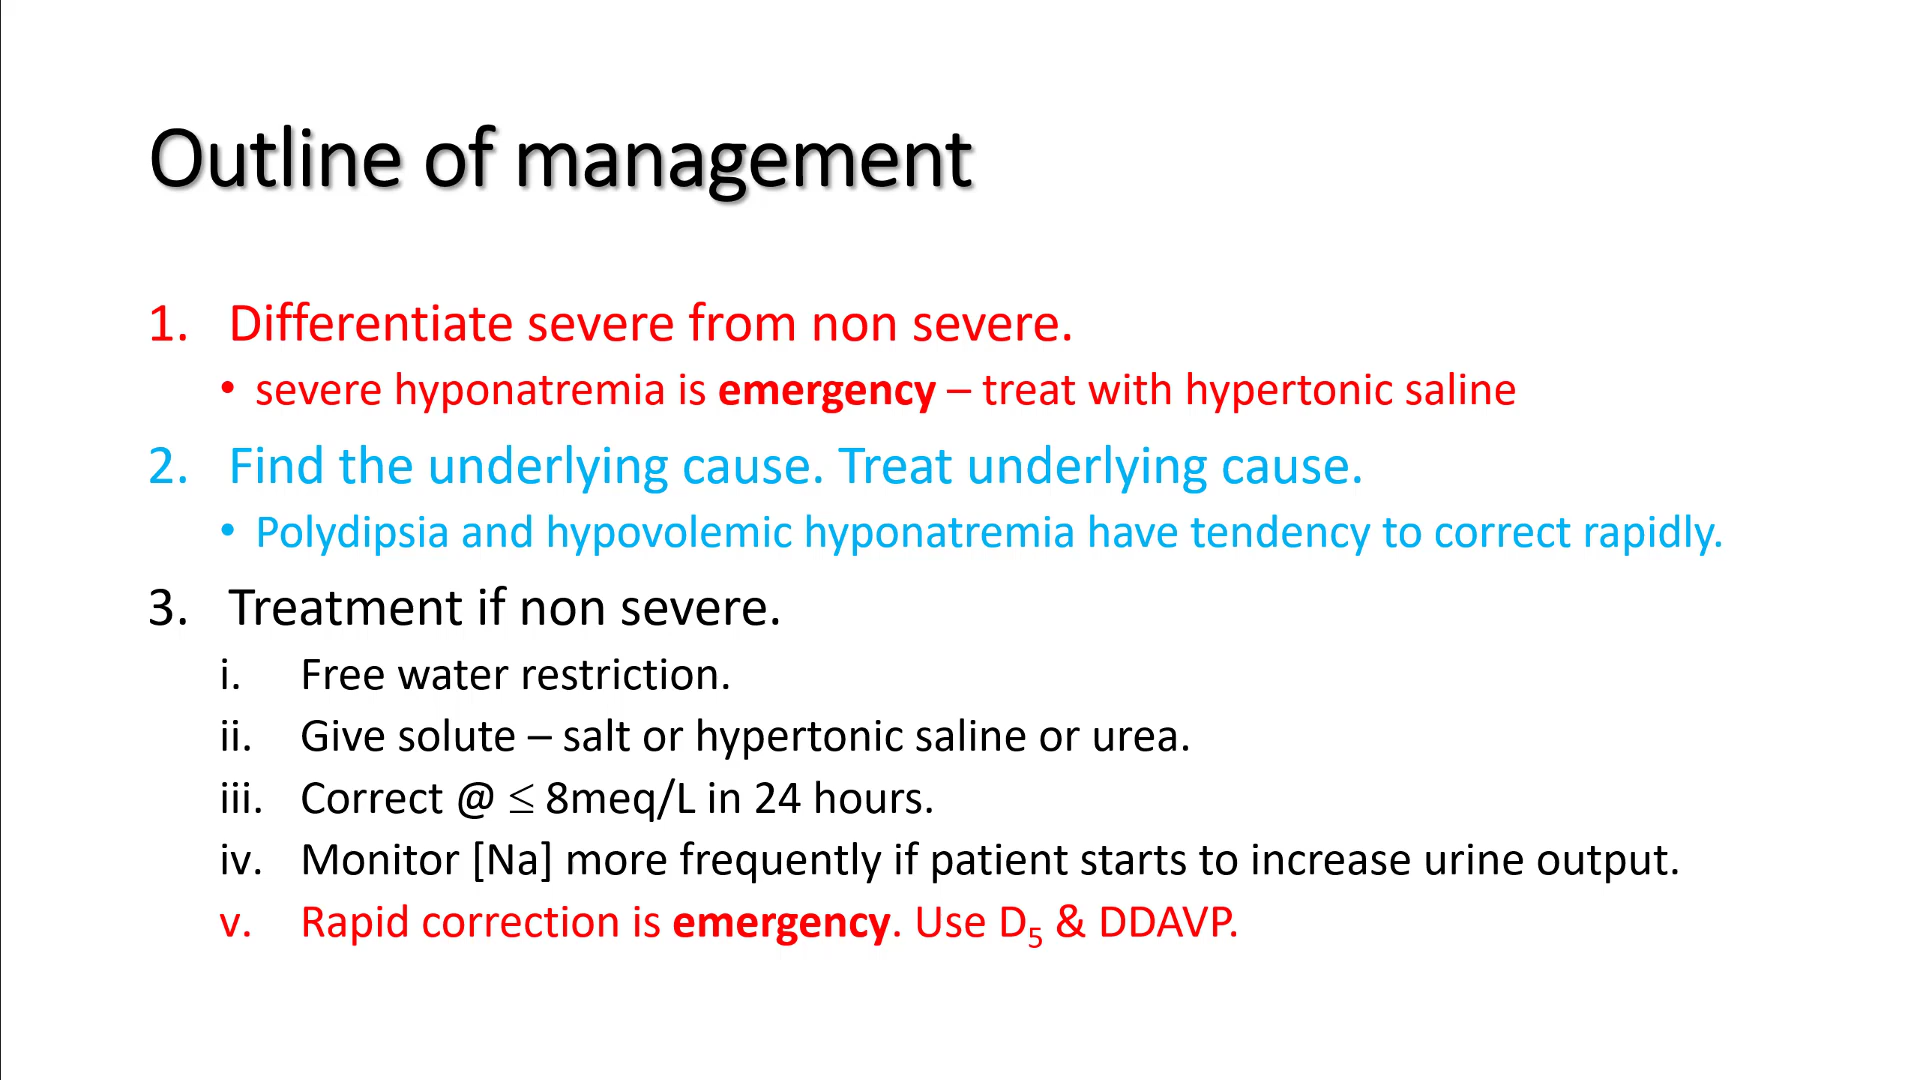 Outline of management
1. Differentiate severe from non severe.
• severe hyponatremia is emergency – treat with hypertonic saline
2. Find the underlying cause. Treat underlying cause.
• Polydipsia and hypovolemic hyponatremia have tendency to correct rapidly.
3. Treatment if non severe.
i. Free water restriction.
ii. Give solute – salt or hypertonic saline or urea.
iii. Correct @ ≤ 8meq/L in 24 hours.
iv. Monitor [Na] more frequently if patient starts to increase urine output.
v. Rapid correction is emergency. Use D₅ & DDAVP.